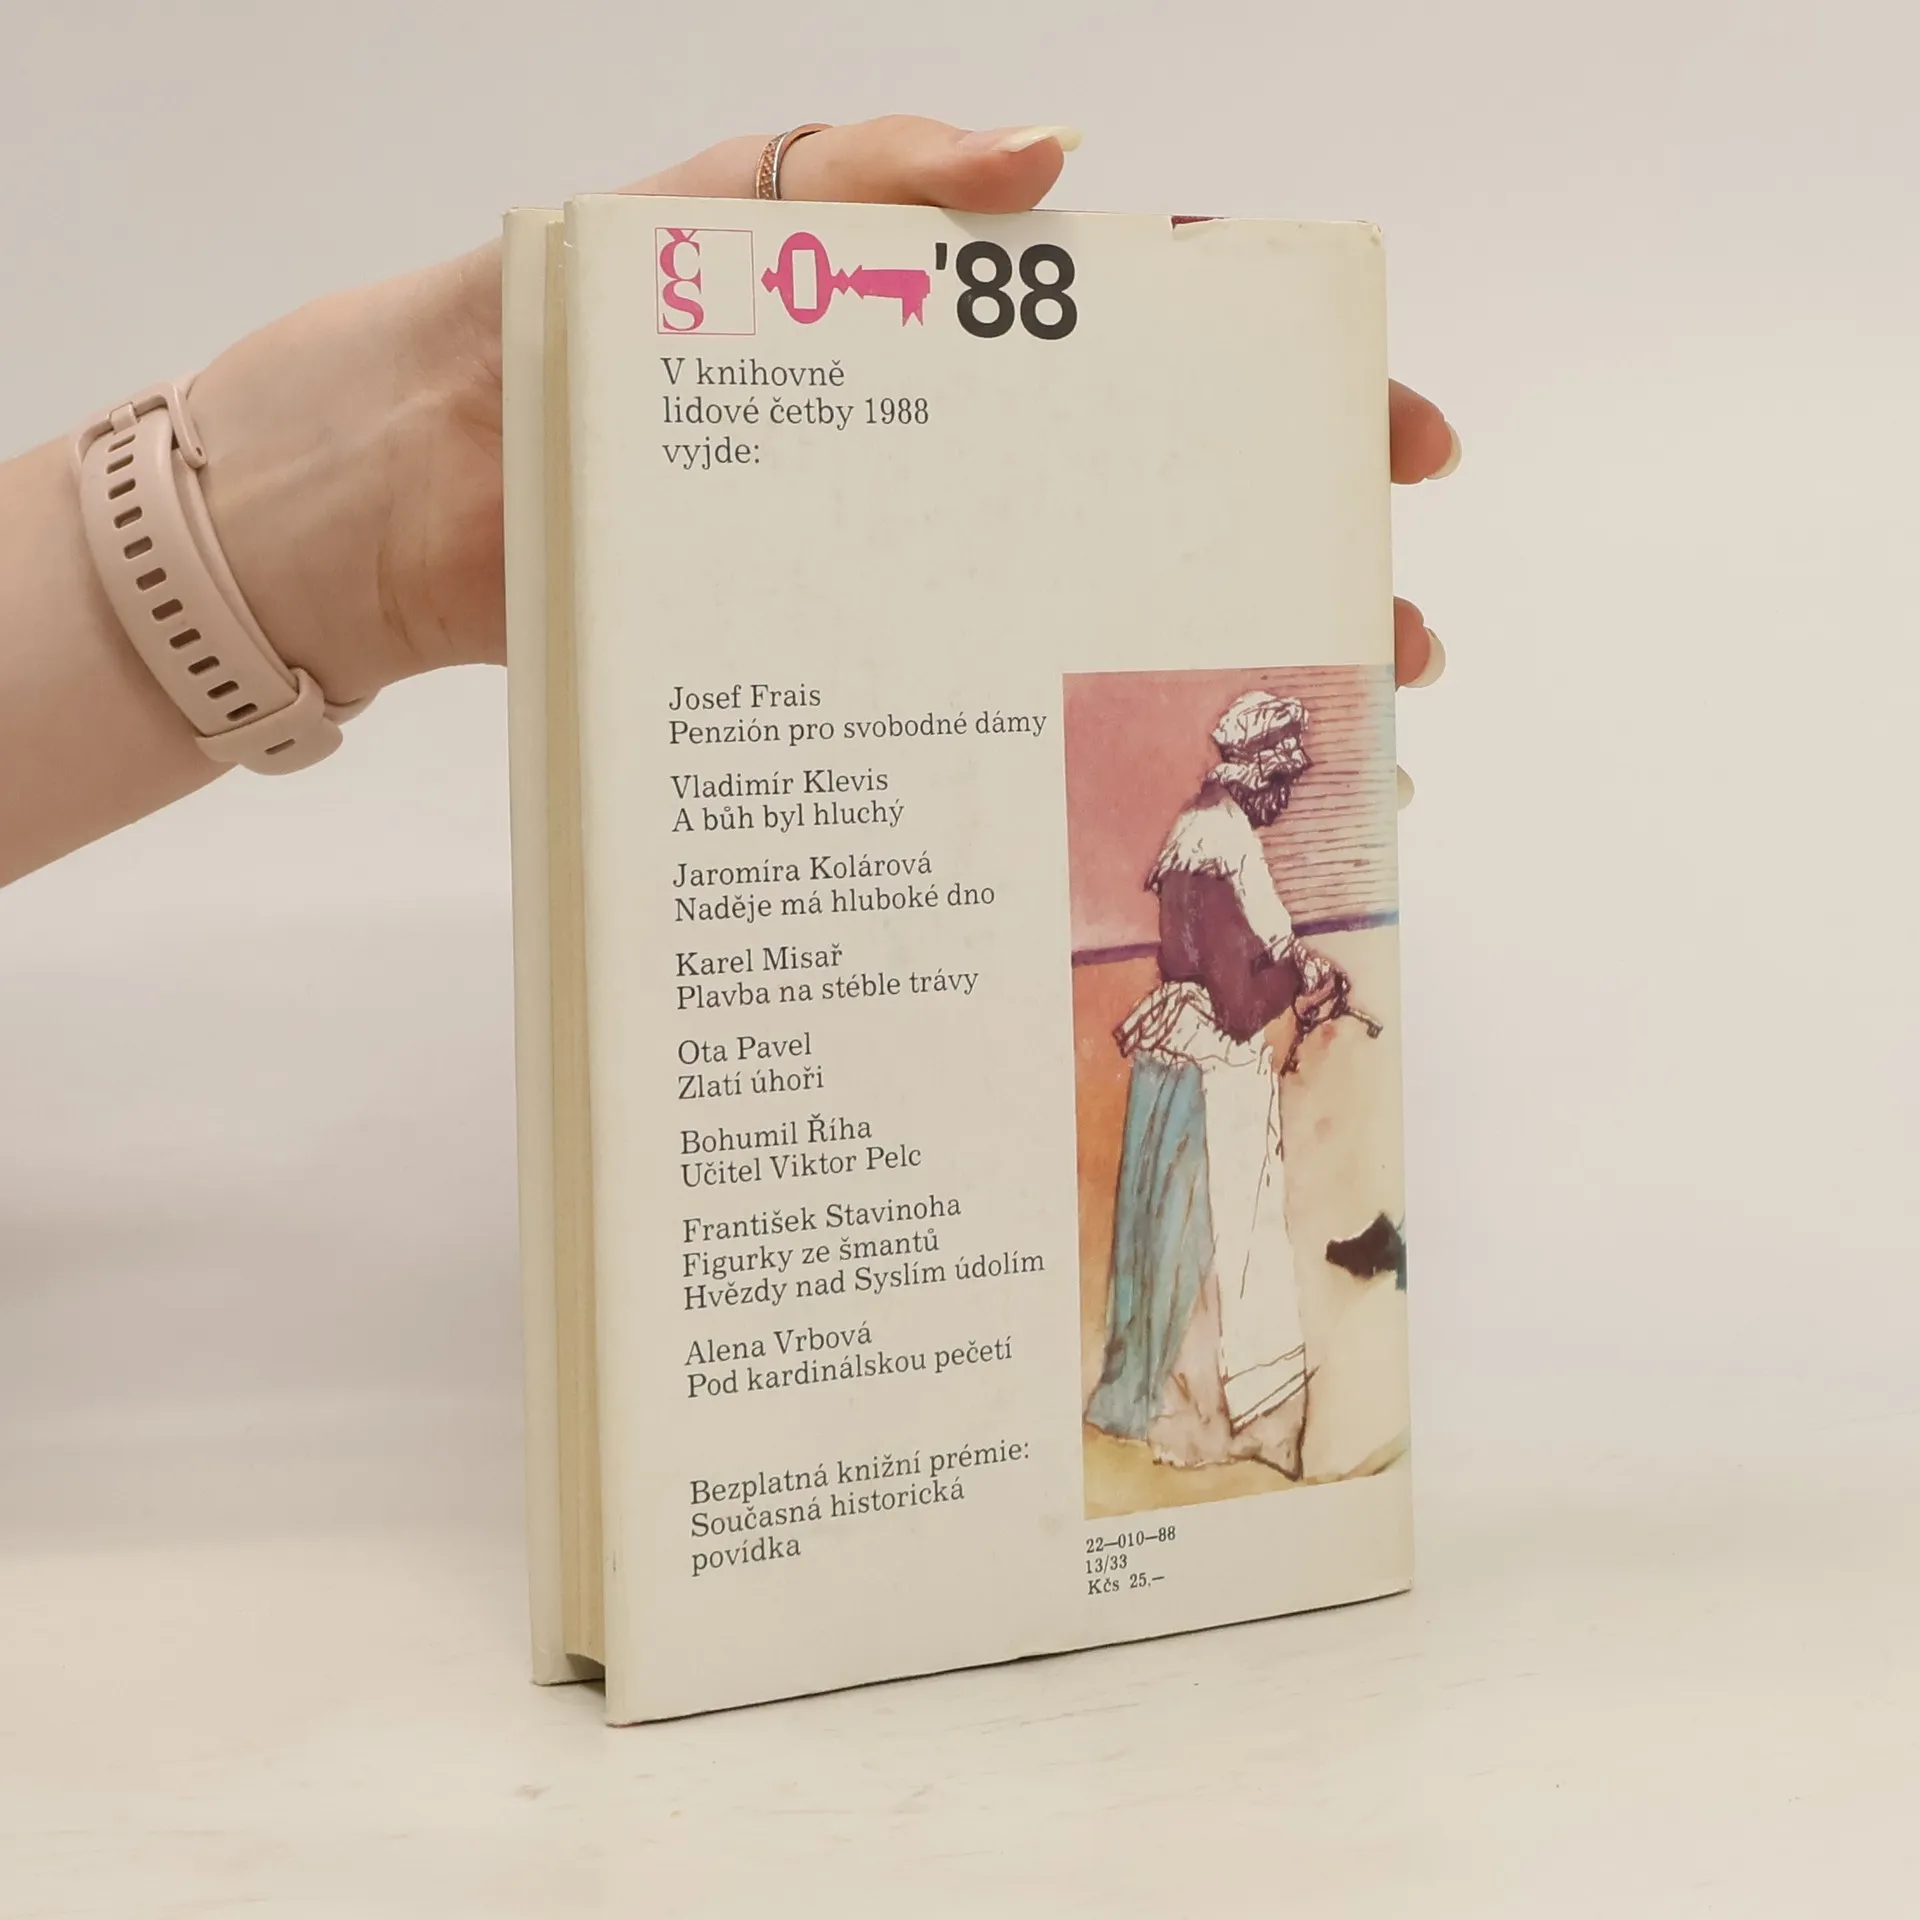 Č
S
'88
V knihovně
lidové četby 1988
vyjde:
Josef Frais
Penzión pro svobodné dámy
Vladimír Klevis
A bůh byl hluchý
Jaromíra Kolárová
Naděje má hluboké dno
Karel Misař
Plavba na stéble trávy
Ota Pavel
Zlatí úhoři
Bohumil Říha
Učitel Viktor Pelc
František Stavinoha
Figurky ze šmantů
Hvězdy nad Syslím údolím
Alena Vrbová
Pod kardinálskou pečetí
Bezplatná knižní prémie:
Současná historická
povídka
22—010—88
13/33
Kčs 25,—